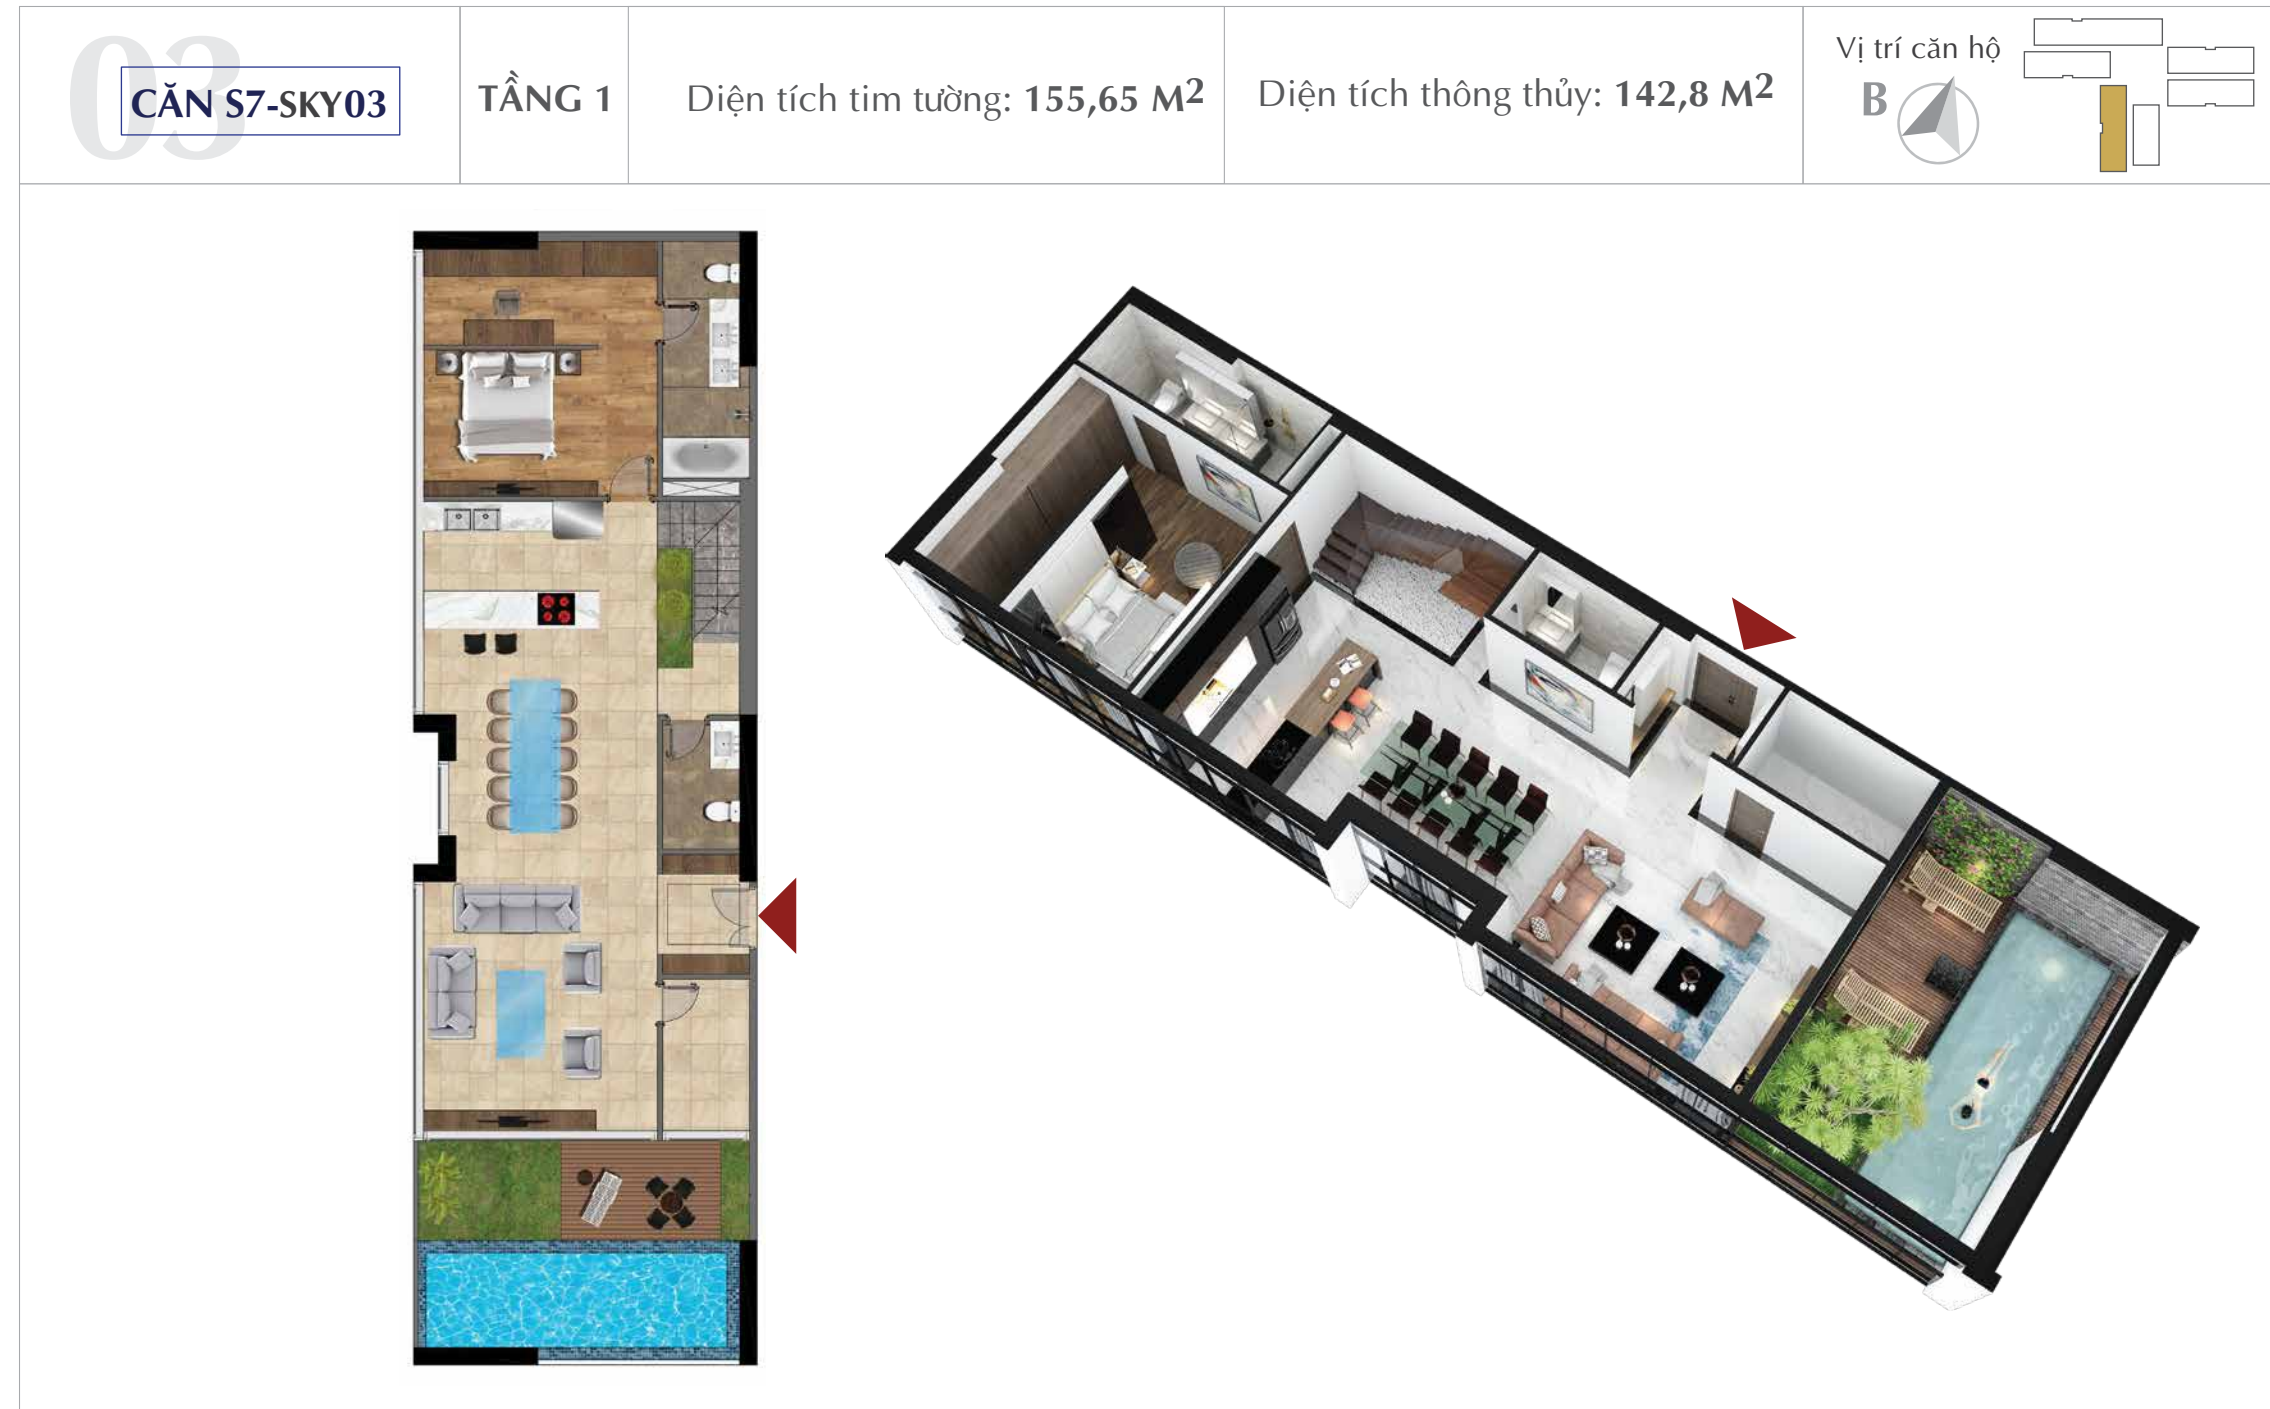 03
CĂN S7-SKY03
TẦNG 1
Diện tích tim tường: 155,65 M2
Diện tích thông thủy: 142,8 M2
Vị trí căn hộ
B